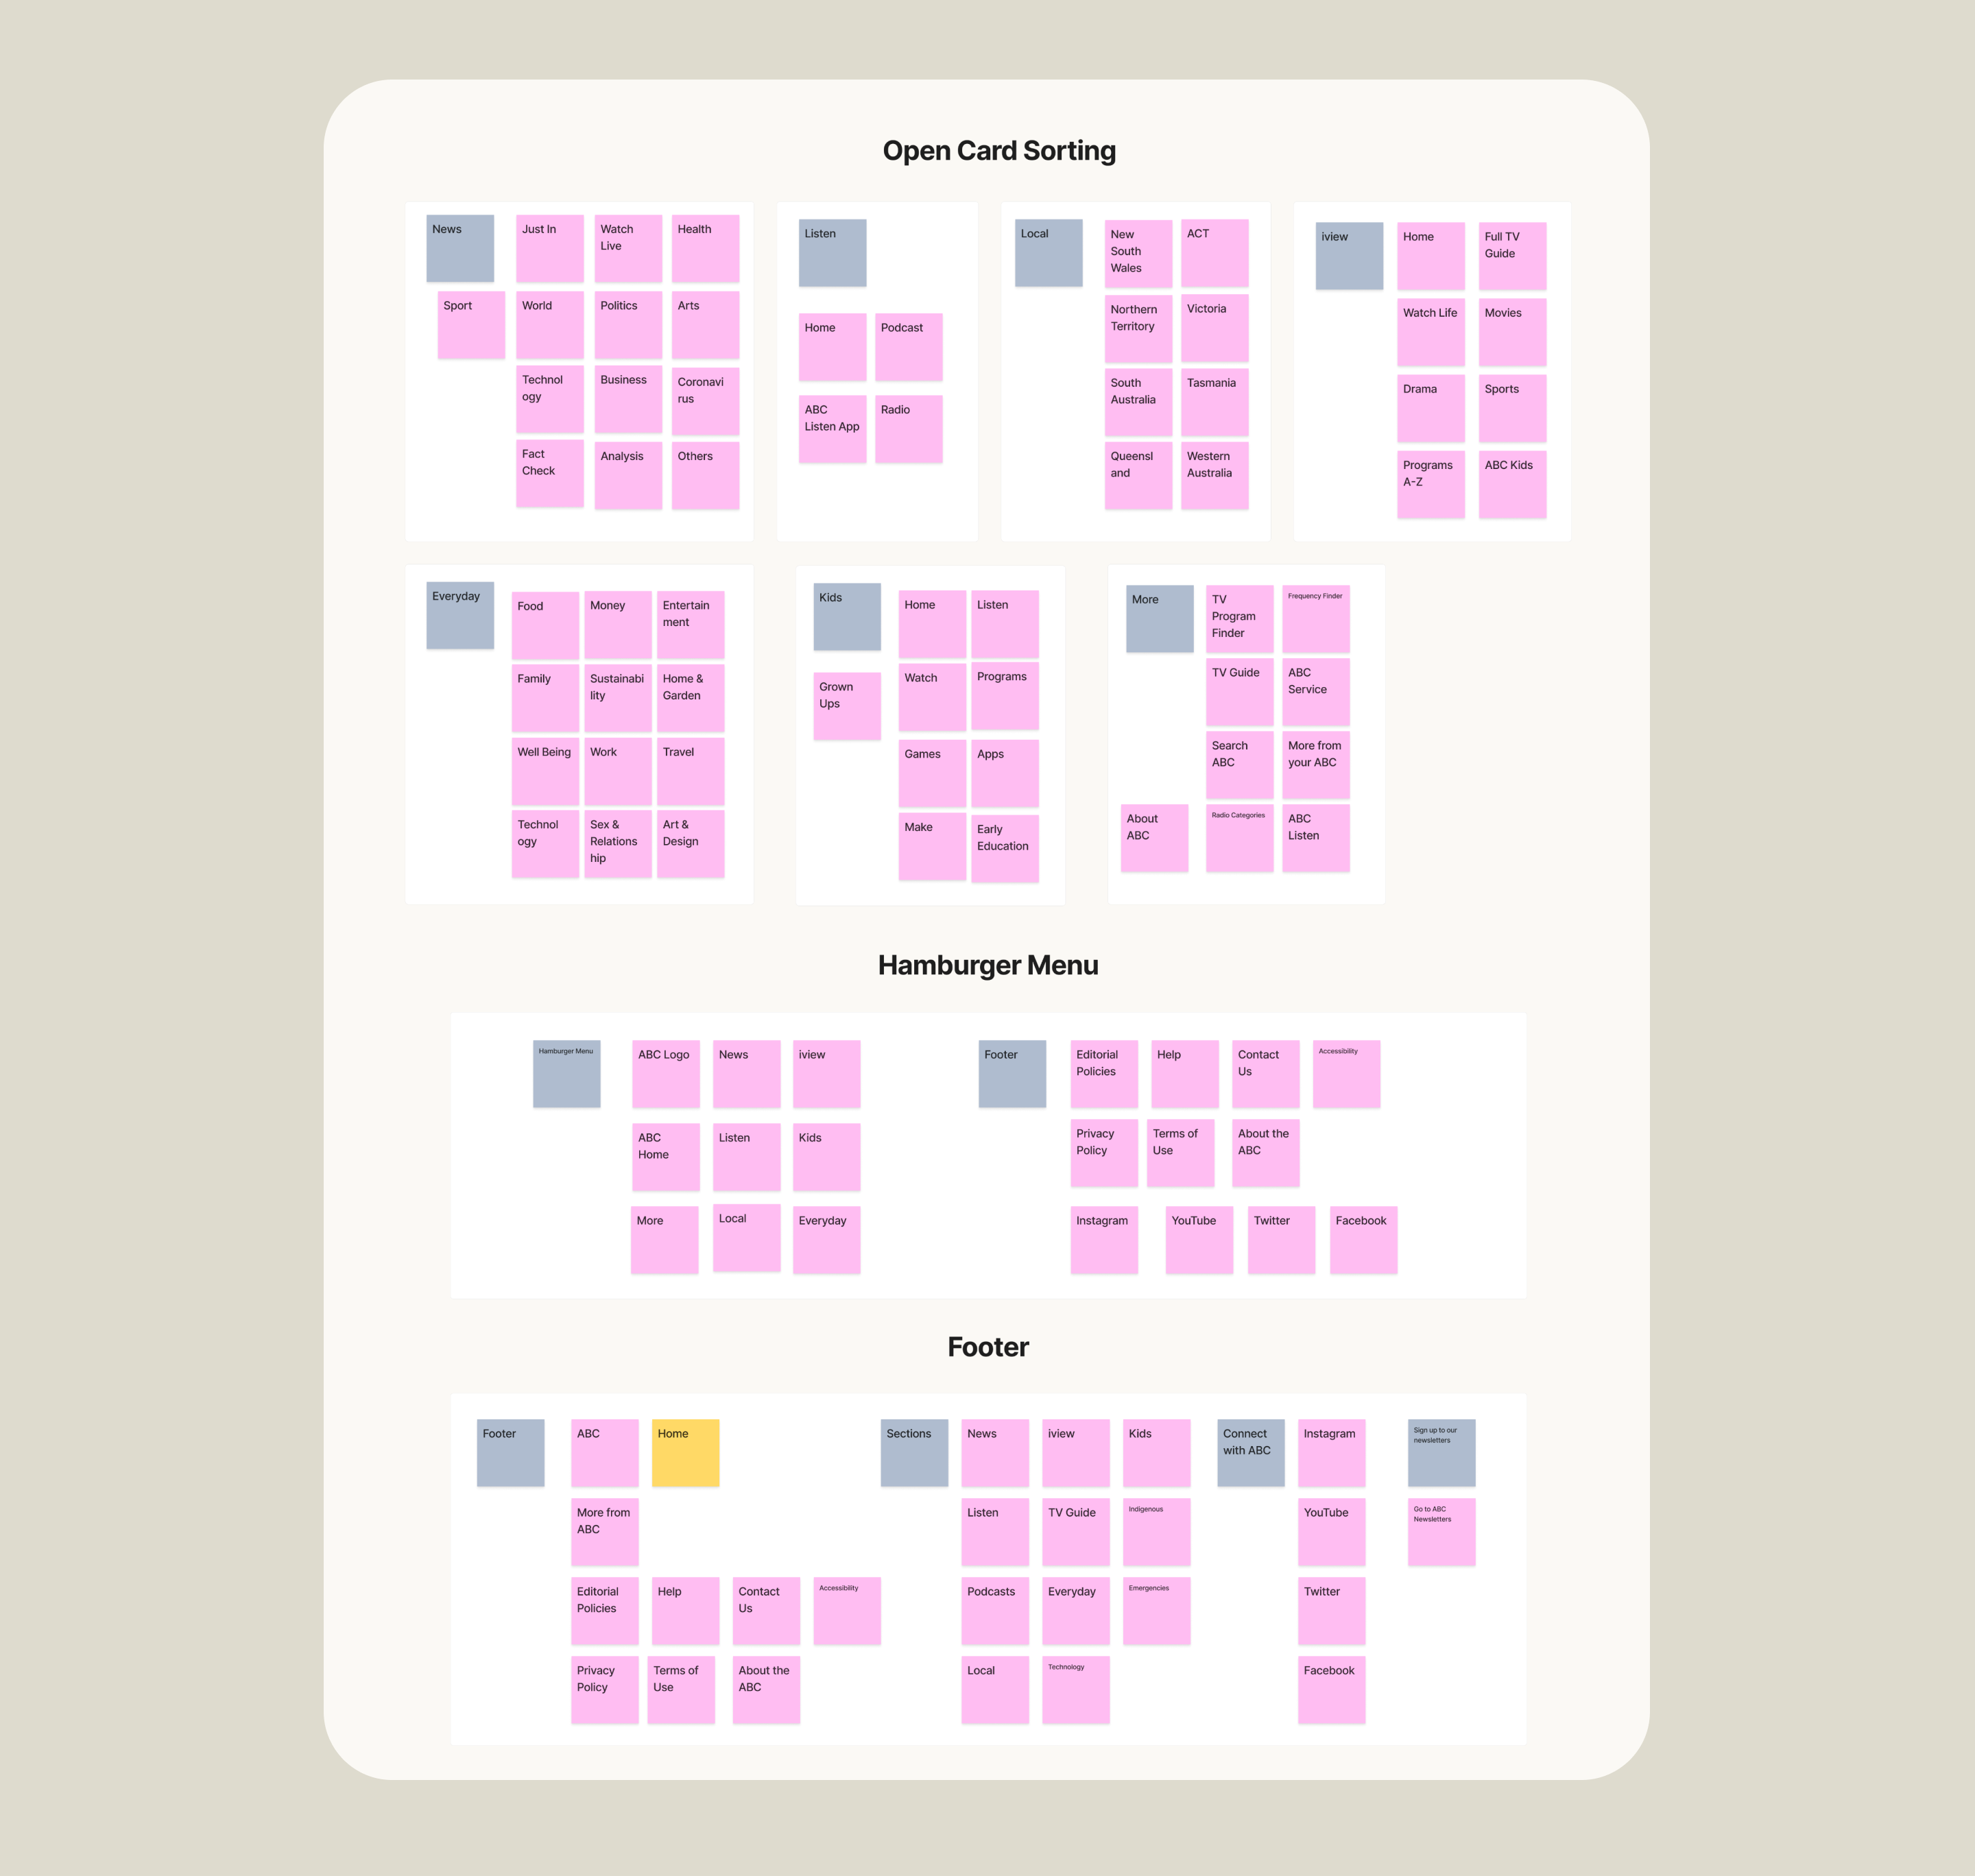 Open Card Sorting
News
Just In
Watch
Live
Health
Sport
World
Politics
Arts
Technol
ogy
Business
Coronavi
rus
Fact
Check
Analysis
Others
Listen
Home
Podcast
ABC
Listen App
Radio
Local
New
South
Wales
ACT
Northern
Territory
Victoria
South
Australia
Tasmania
Queensl
and
Western
Australia
iview
Home
Full TV
Guide
Watch Life
Movies
Drama
Sports
Programs
A-Z
ABC Kids
Everyday
Food
Money
Entertain
ment
Family
Sustainabi
lity
Home &
Garden
Well Being
Work
Travel
Technol
ogy
Sex &
Relations
hip
Art &
Design
Kids
Home
Listen
Grown
Ups
Watch
Programs
Games
Apps
Make
Early
Education
More
TV
Program
Finder
Frequency Finder
TV Guide
ABC
Service
Search
ABC
More from
your ABC
About
ABC
Radio Categories
ABC
Listen
Hamburger Menu
Hamburger Menu
ABC Logo
News
iview
ABC
Home
Listen
Kids
More
Local
Everyday
Footer
Editorial
Policies
Help
Contact
Us
Accessibility
Privacy
Policy
Terms of
Use
About the
ABC
Instagram
YouTube
Twitter
Facebook
Footer
Footer
ABC
Home
More from
ABC
Editorial
Policies
Help
Contact
Us
Accessibility
Privacy
Policy
Terms of
Use
About the
ABC
Sections
News
iview
Kids
Listen
TV Guide
Indigenous
Podcasts
Everyday
Emergencies
Local
Technology
Connect
with ABC
Instagram
YouTube
Twitter
Facebook
Sign up to our
newsletters
Go to ABC
Newsletters